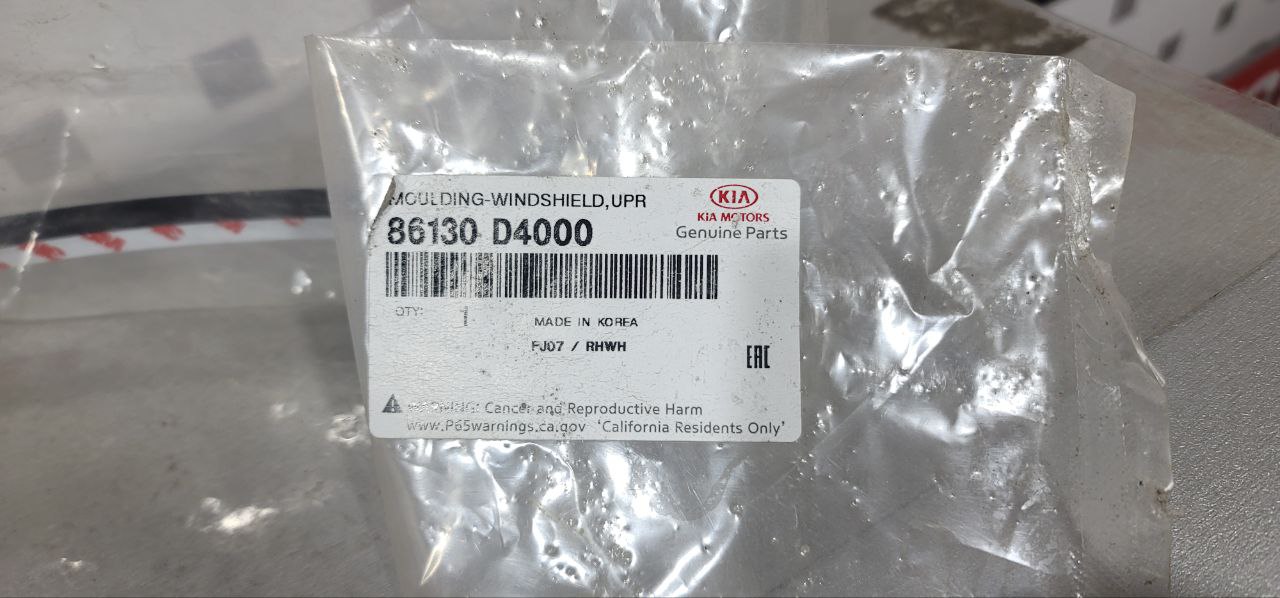 MOULDING-WINDSHIELD,UPR
KIA
KIA MOTORS
86130 D4000
Genuine Parts
QTY: 1
MADE IN KOREA
FJ07 / RHWH
EAC
WARNING: Cancer and Reproductive Harm
www.P65warnings.ca.gov 'California Residents Only'